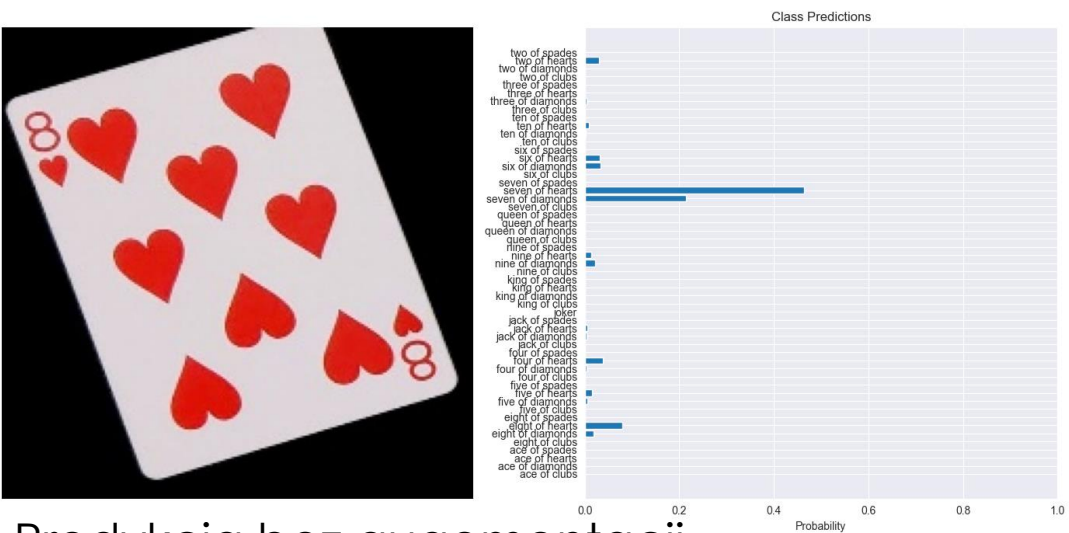 8
8
Class Predictions
two of spades
two of hearts
two of diamonds
two of clubs
three of spades
three of hearts
three of diamonds
three of clubs
ten of spades
ten of hearts
ten of diamonds
ten of clubs
six of spades
six of hearts
six of diamonds
six of clubs
seven of spades
seven of hearts
seven of diamonds
seven of clubs
queen of spades
queen of hearts
queen of diamonds
queen of clubs
nine of spades
nine of hearts
nine of diamonds
nine of clubs
king of spades
king of hearts
king of diamonds
king of clubs
joker
jack of spades
jack of hearts
jack of diamonds
jack of clubs
four of spades
four of hearts
four of diamonds
four of clubs
five of spades
five of hearts
five of diamonds
five of clubs
eight of spades
eight of hearts
eight of diamonds
eight of clubs
ace of spades
ace of hearts
ace of diamonds
ace of clubs
0.0 0.2 0.4 0.6 0.8 1.0
Probability
Predykcja bez augmentacji